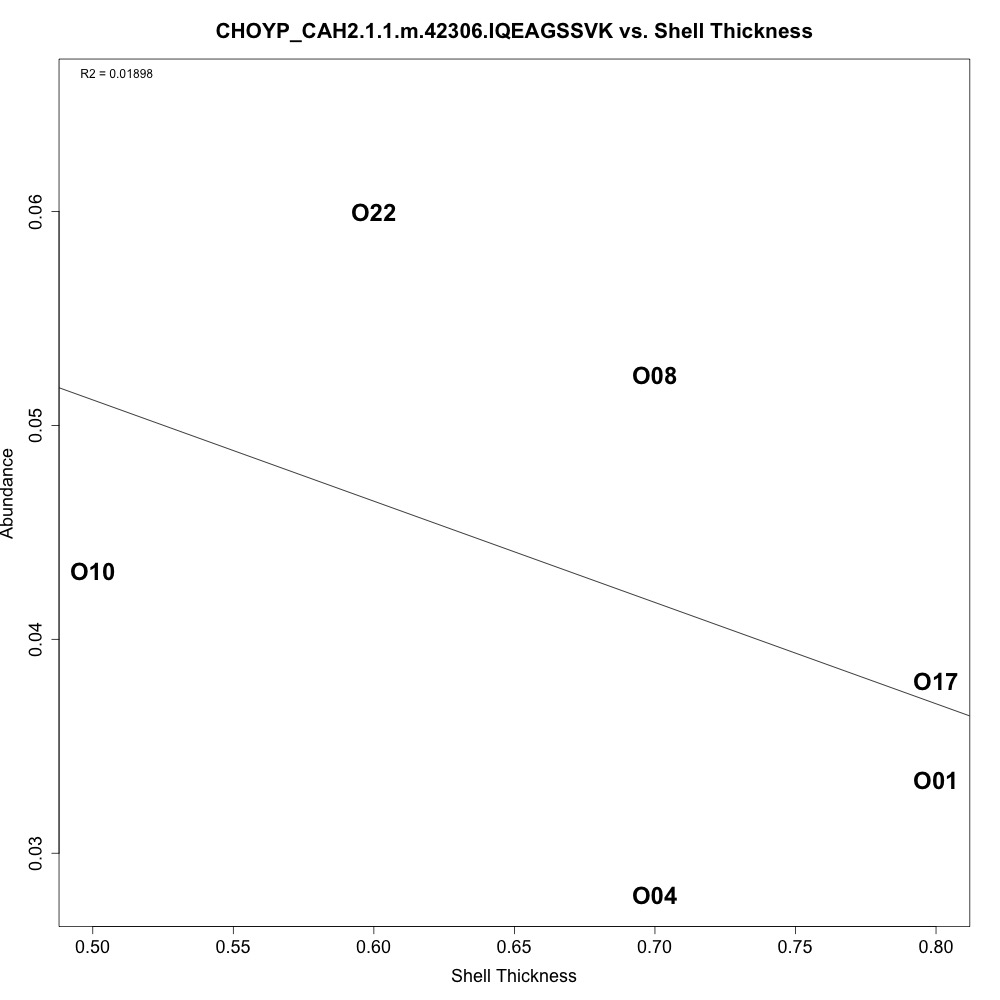 CHOYP_CAH2.1.1.m.42306.IQEAGSSVK vs. Shell Thickness
R2 = 0.01898
0.06
O22
O08
0.05
Abundance
O10
0.04
O17
O01
0.03
O04
0.50 0.55 0.60 0.65 0.70 0.75 0.80
Shell Thickness